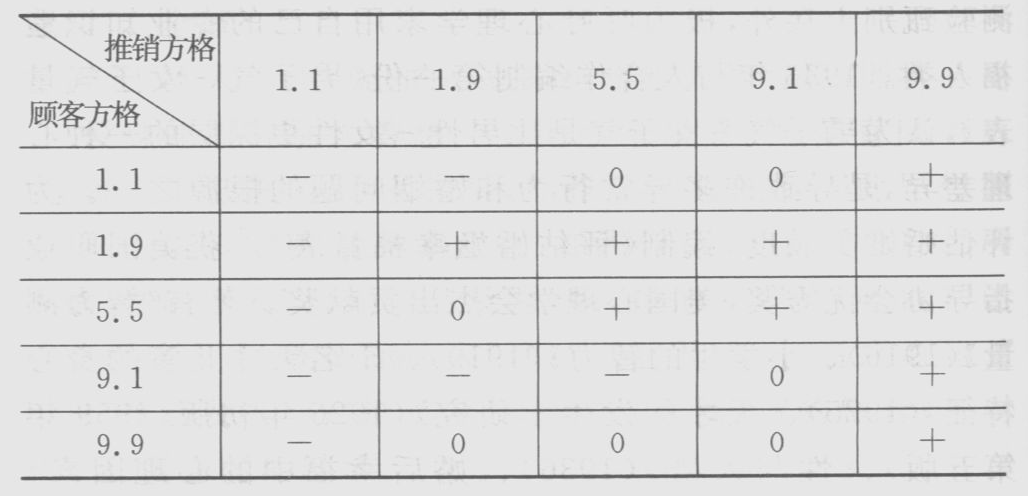 推销方格
顾客方格
1.1 1.9 5.5 9.1 9.9
1.1 — — 0 0 +
1.9 — + + + +
5.5 — 0 + + +
9.1 — — — 0 +
9.9 — 0 0 0 +